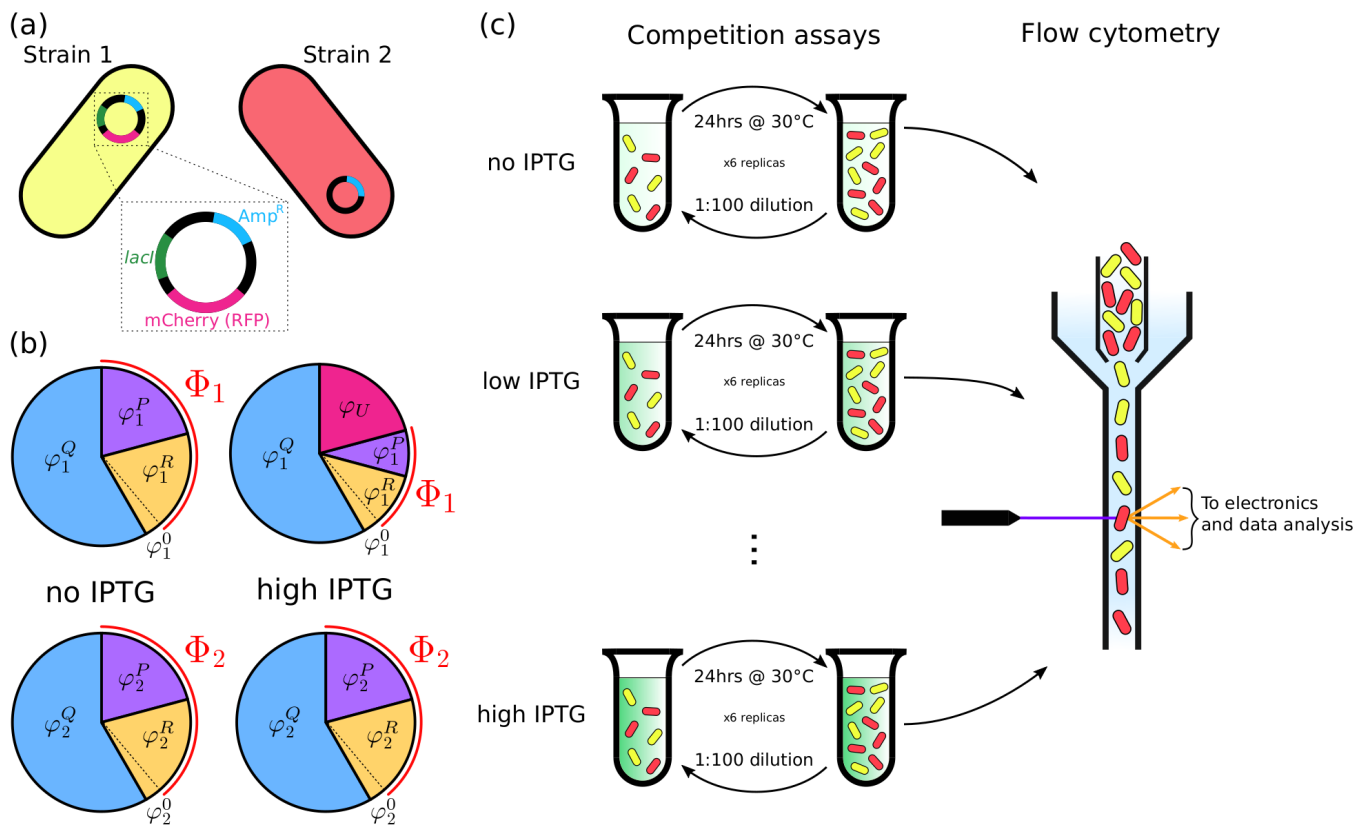 (a)
Strain 1
Strain 2
Amp^R
lacI
mCherry (RFP)
(b)
Φ₁
φ₁^P
φ₁^Q
φ₁^R
φ₁^0
φ_U
φ₁^Q
φ₁^P
φ₁^R
Φ₁
φ₁^0
no IPTG
high IPTG
Φ₂
φ₂^P
φ₂^Q
φ₂^R
φ₂^0
Φ₂
φ₂^P
φ₂^Q
φ₂^R
φ₂^0
(c)
Competition assays
Flow cytometry
no IPTG
24hrs @ 30°C
x6 replicas
1:100 dilution
low IPTG
24hrs @ 30°C
x6 replicas
1:100 dilution
⋮
high IPTG
24hrs @ 30°C
x6 replicas
1:100 dilution
To electronics
and data analysis